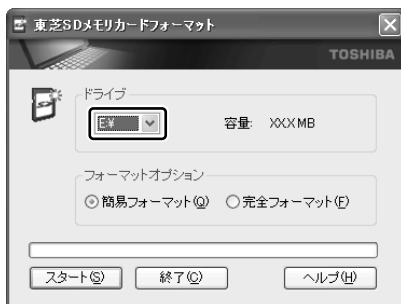 東芝SDメモリカードフォーマット
TOSHIBA
ドライブ
E:¥
容量: XXXMB
フォーマットオプション
簡易フォーマット(Q) 完全フォーマット(F)
スタート(S) 終了(C) ヘルプ(H)